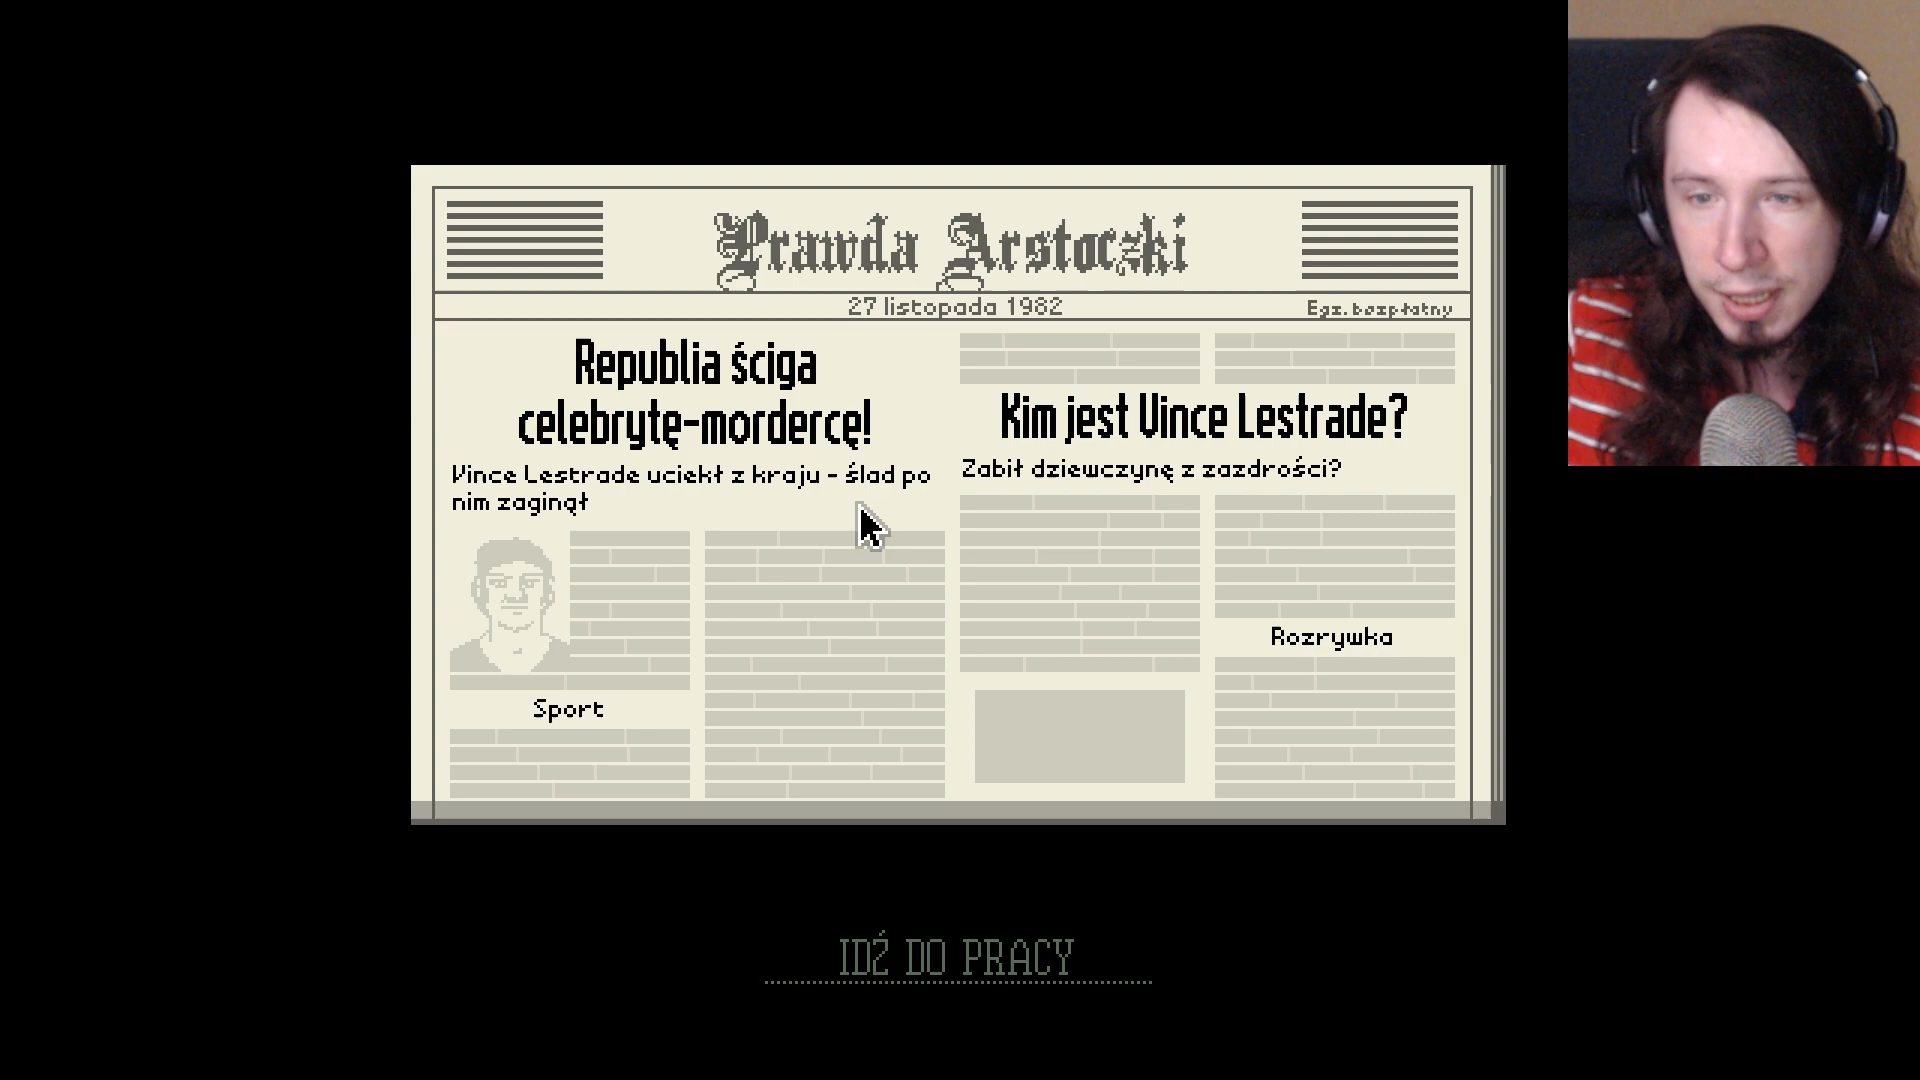 Prawda Arstoczki
27 listopada 1982
Egz. bezpłatny
Republia ściga
celebrytę-mordercę!
Vince Lestrade uciekł z kraju - ślad po
nim zaginął
Sport
Kim jest Vince Lestrade?
Zabił dziewczynę z zazdrości?
Rozrywka
IDŹ DO PRACY